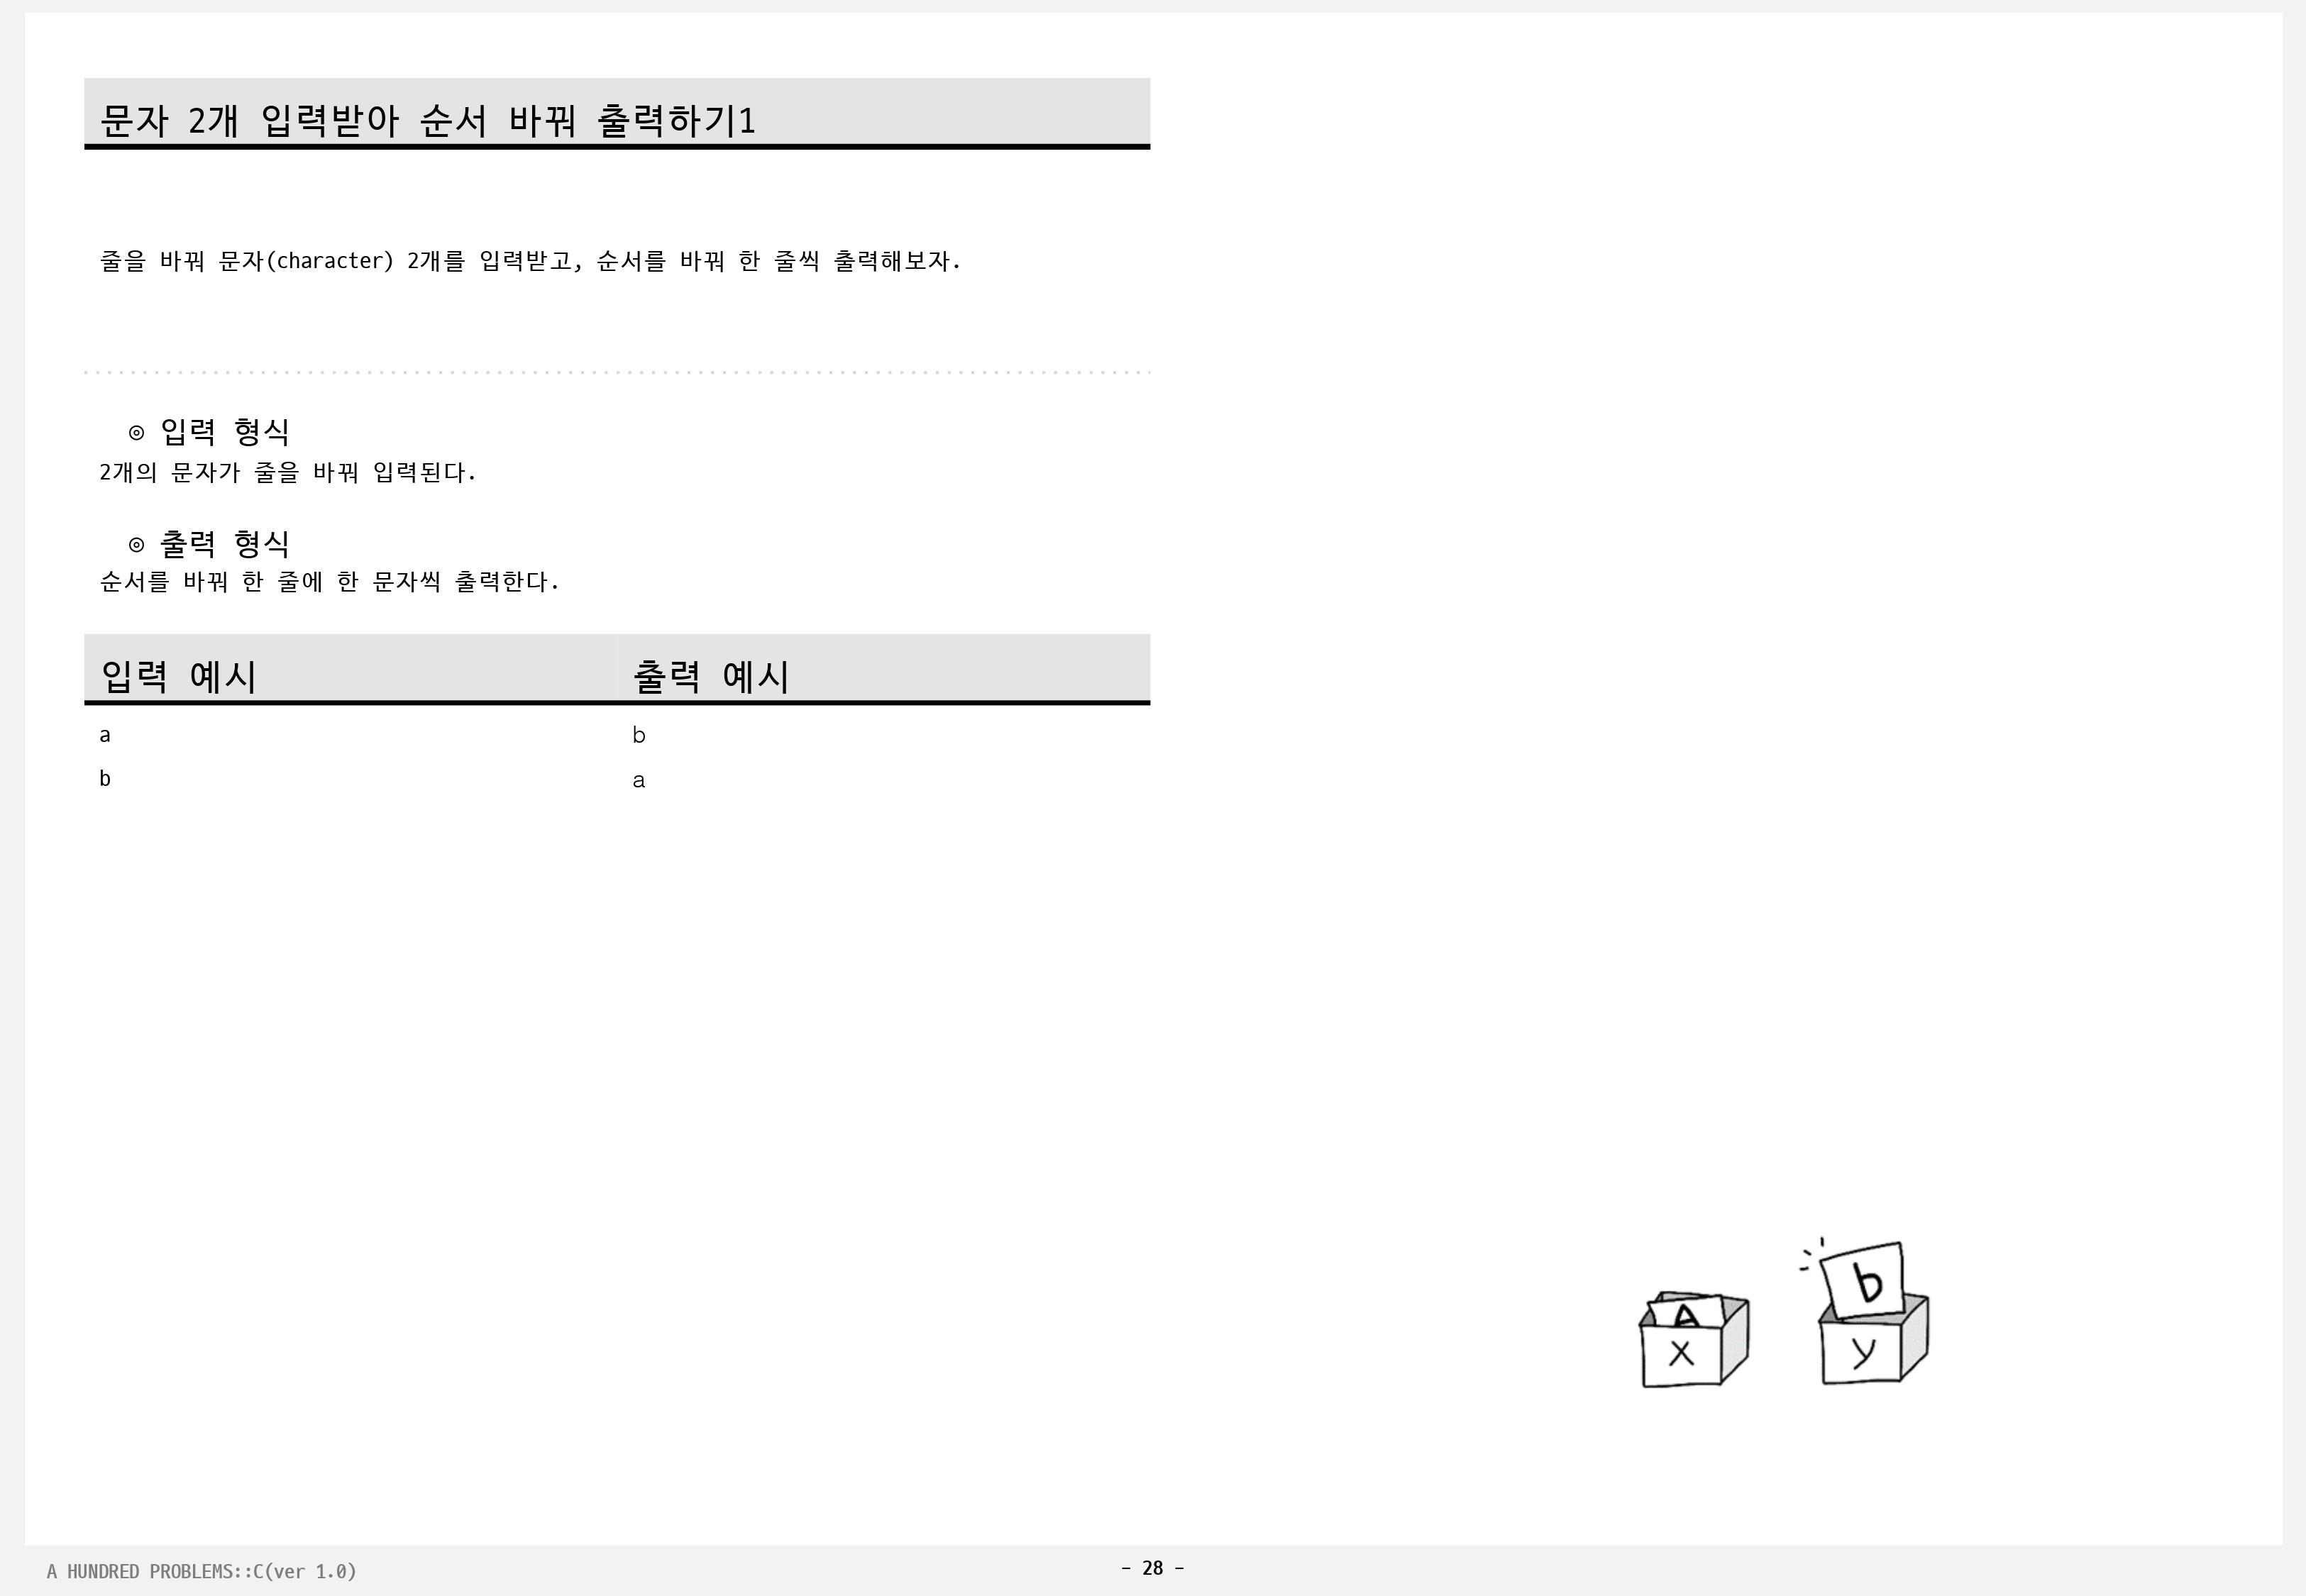 문자 2개 입력받아 순서 바꿔 출력하기1
줄을 바꿔 문자(character) 2개를 입력받고, 순서를 바꿔 한 줄씩 출력해보자.
◎ 입력 형식
2개의 문자가 줄을 바꿔 입력된다.
◎ 출력 형식
순서를 바꿔 한 줄에 한 문자씩 출력한다.
입력 예시 출력 예시
a b
b a
A b
x y
A HUNDRED PROBLEMS::C(ver 1.0) - 28 -